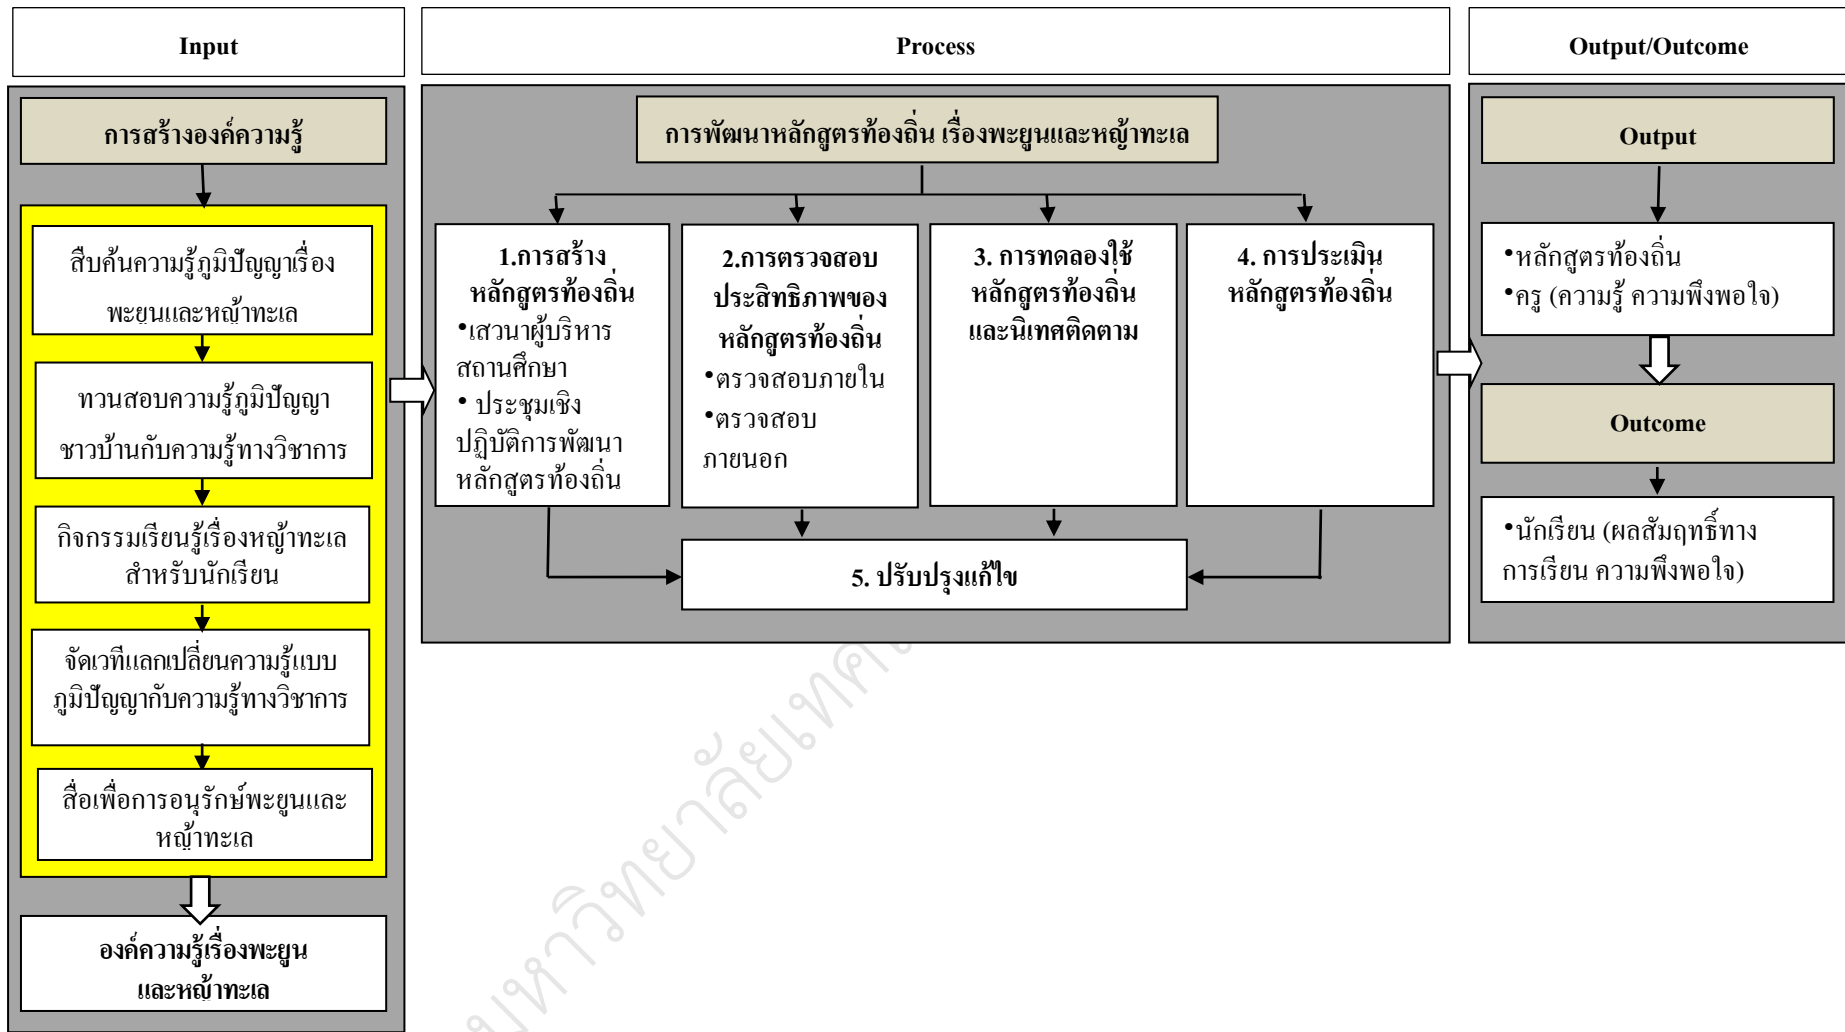 Input
Process
Output/Outcome
การสร้างองค์ความรู้
สืบค้นความรู้ภูมิปัญญาเรื่อง
พะยูนและหญ้าทะเล
ทวนสอบความรู้ภูมิปัญญา
ชาวบ้านกับความรู้ทางวิชาการ
กิจกรรมเรียนรู้เรื่องหญ้าทะเล
สำหรับนักเรียน
จัดเวทีแลกเปลี่ยนความรู้แบบ
ภูมิปัญญากับความรู้ทางวิชาการ
สื่อเพื่อการอนุรักษ์พะยูนและ
หญ้าทะเล
องค์ความรู้เรื่องพะยูน
และหญ้าทะเล
การพัฒนาหลักสูตรท้องถิ่น เรื่องพะยูนและหญ้าทะเล
1.การสร้าง
หลักสูตรท้องถิ่น
•เสวนาผู้บริหาร
สถานศึกษา
• ประชุมเชิง
ปฏิบัติการพัฒนา
หลักสูตรท้องถิ่น
2.การตรวจสอบ
ประสิทธิภาพของ
หลักสูตรท้องถิ่น
•ตรวจสอบภายใน
•ตรวจสอบ
ภายนอก
3. การทดลองใช้
หลักสูตรท้องถิ่น
และนิเทศติดตาม
4. การประเมิน
หลักสูตรท้องถิ่น
5. ปรับปรุงแก้ไข
Output
•หลักสูตรท้องถิ่น
•ครู (ความรู้ ความพึงพอใจ)
Outcome
•นักเรียน (ผลสัมฤทธิ์ทาง
การเรียน ความพึงพอใจ)